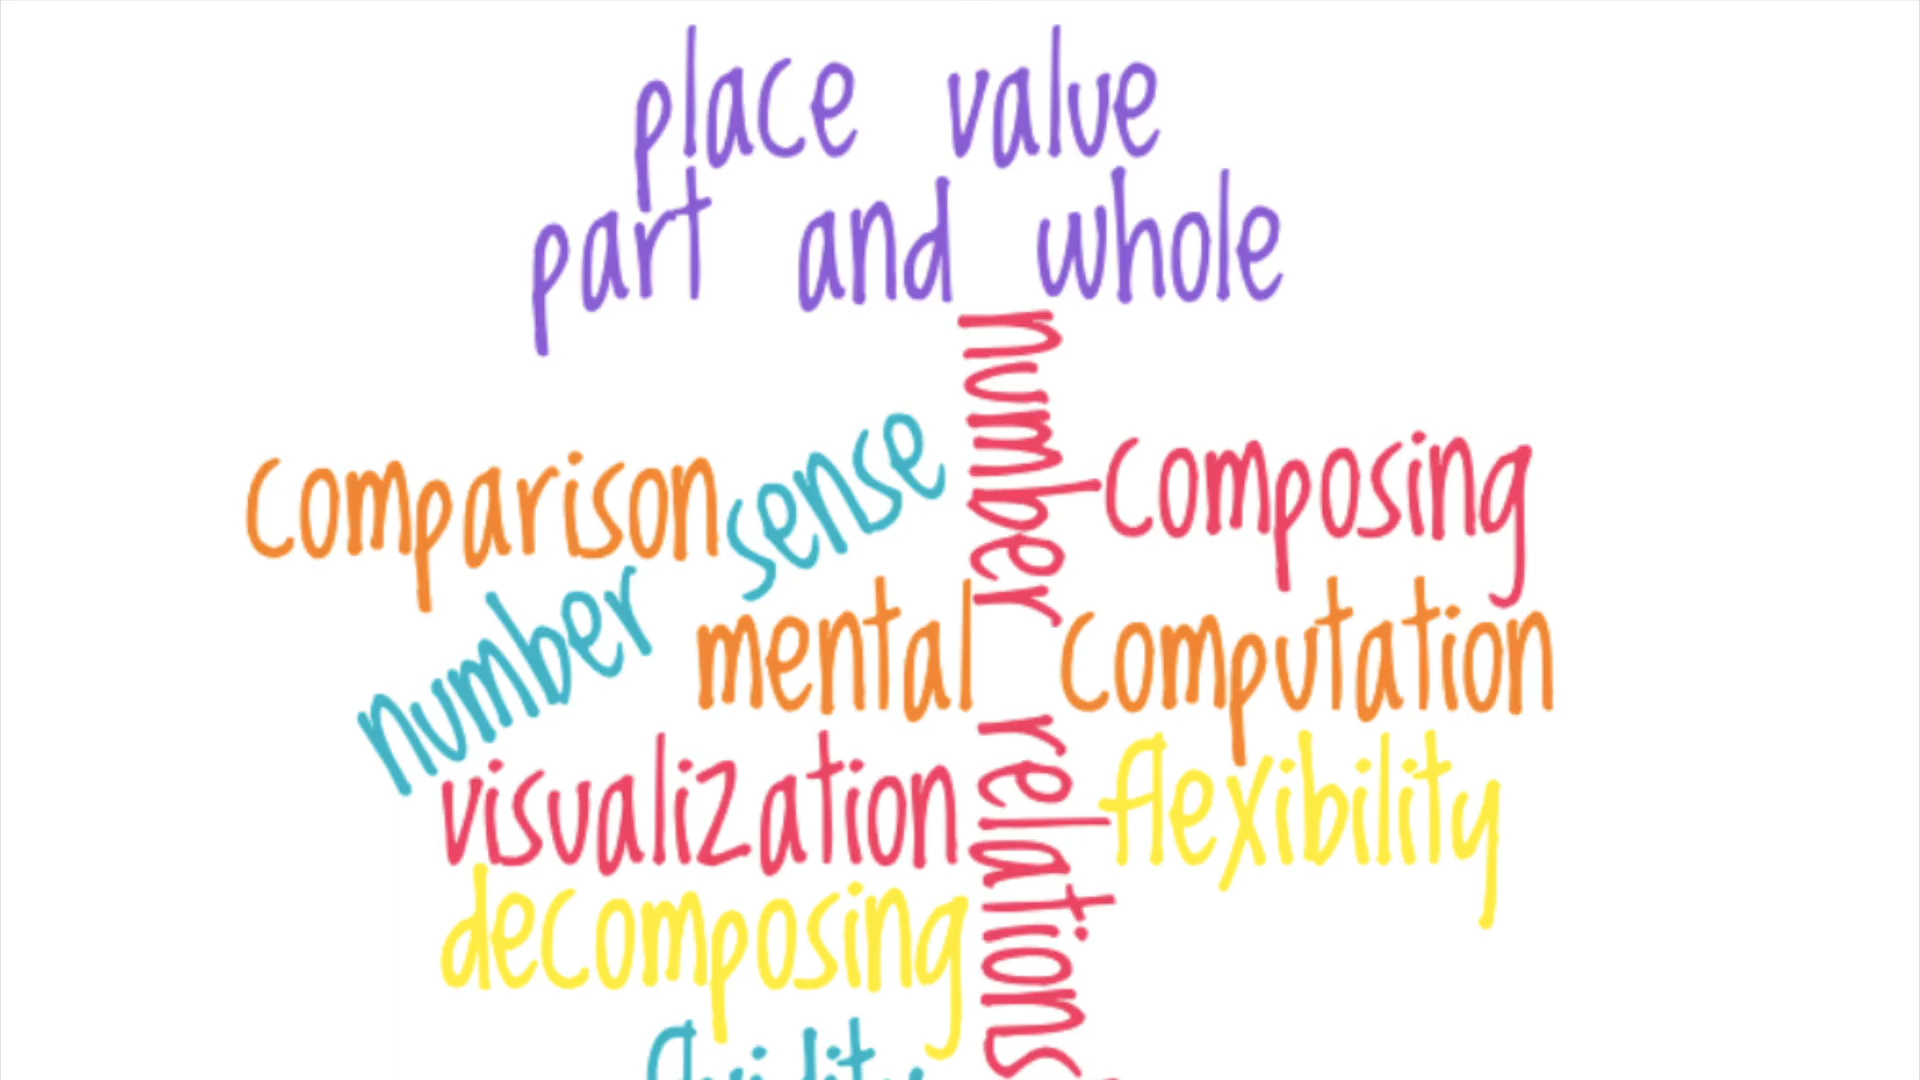 place value
part and whole
number relations
comparison
number sense
composing
mental computation
visualization
flexibility
decomposing